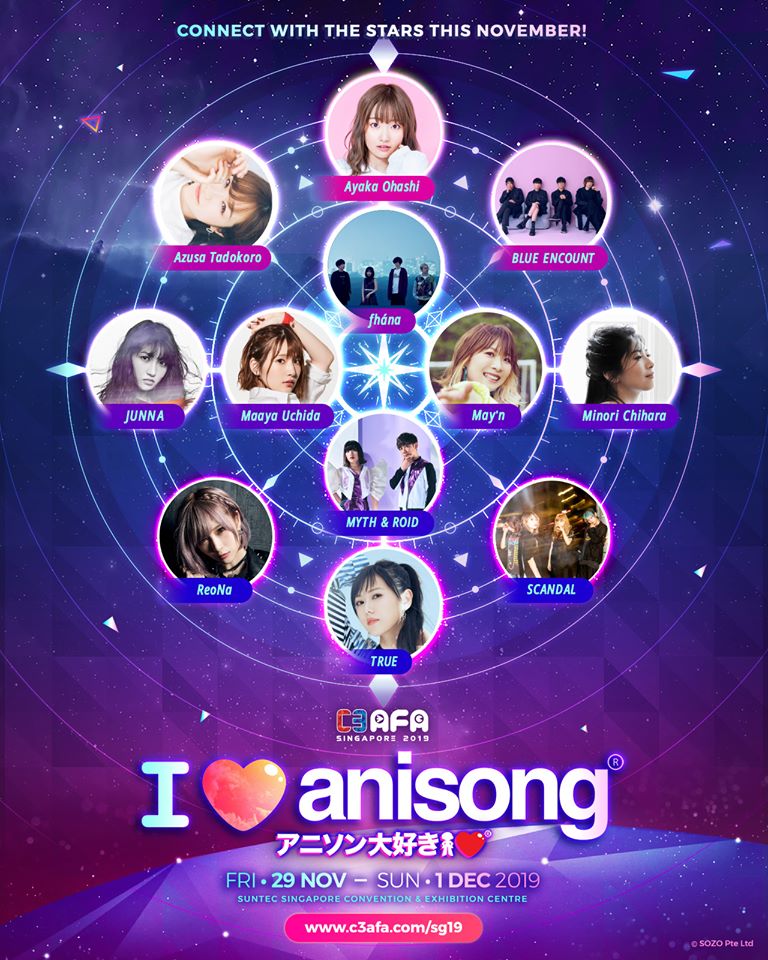 CONNECT WITH THE STARS THIS NOVEMBER!
Ayaka Ohashi
Azusa Tadokoro
BLUE ENCOUNT
fhána
JUNNA
Maaya Uchida
May'n
Minori Chihara
MYTH & ROID
ReoNa
SCANDAL
TRUE
C3AFA
SINGAPORE 2019
I ❤ anisong®
アニソン大好き®
FRI • 29 NOV – SUN • 1 DEC 2019
SUNTEC SINGAPORE CONVENTION & EXHIBITION CENTRE
www.c3afa.com/sg19
© SOZO Pte Ltd